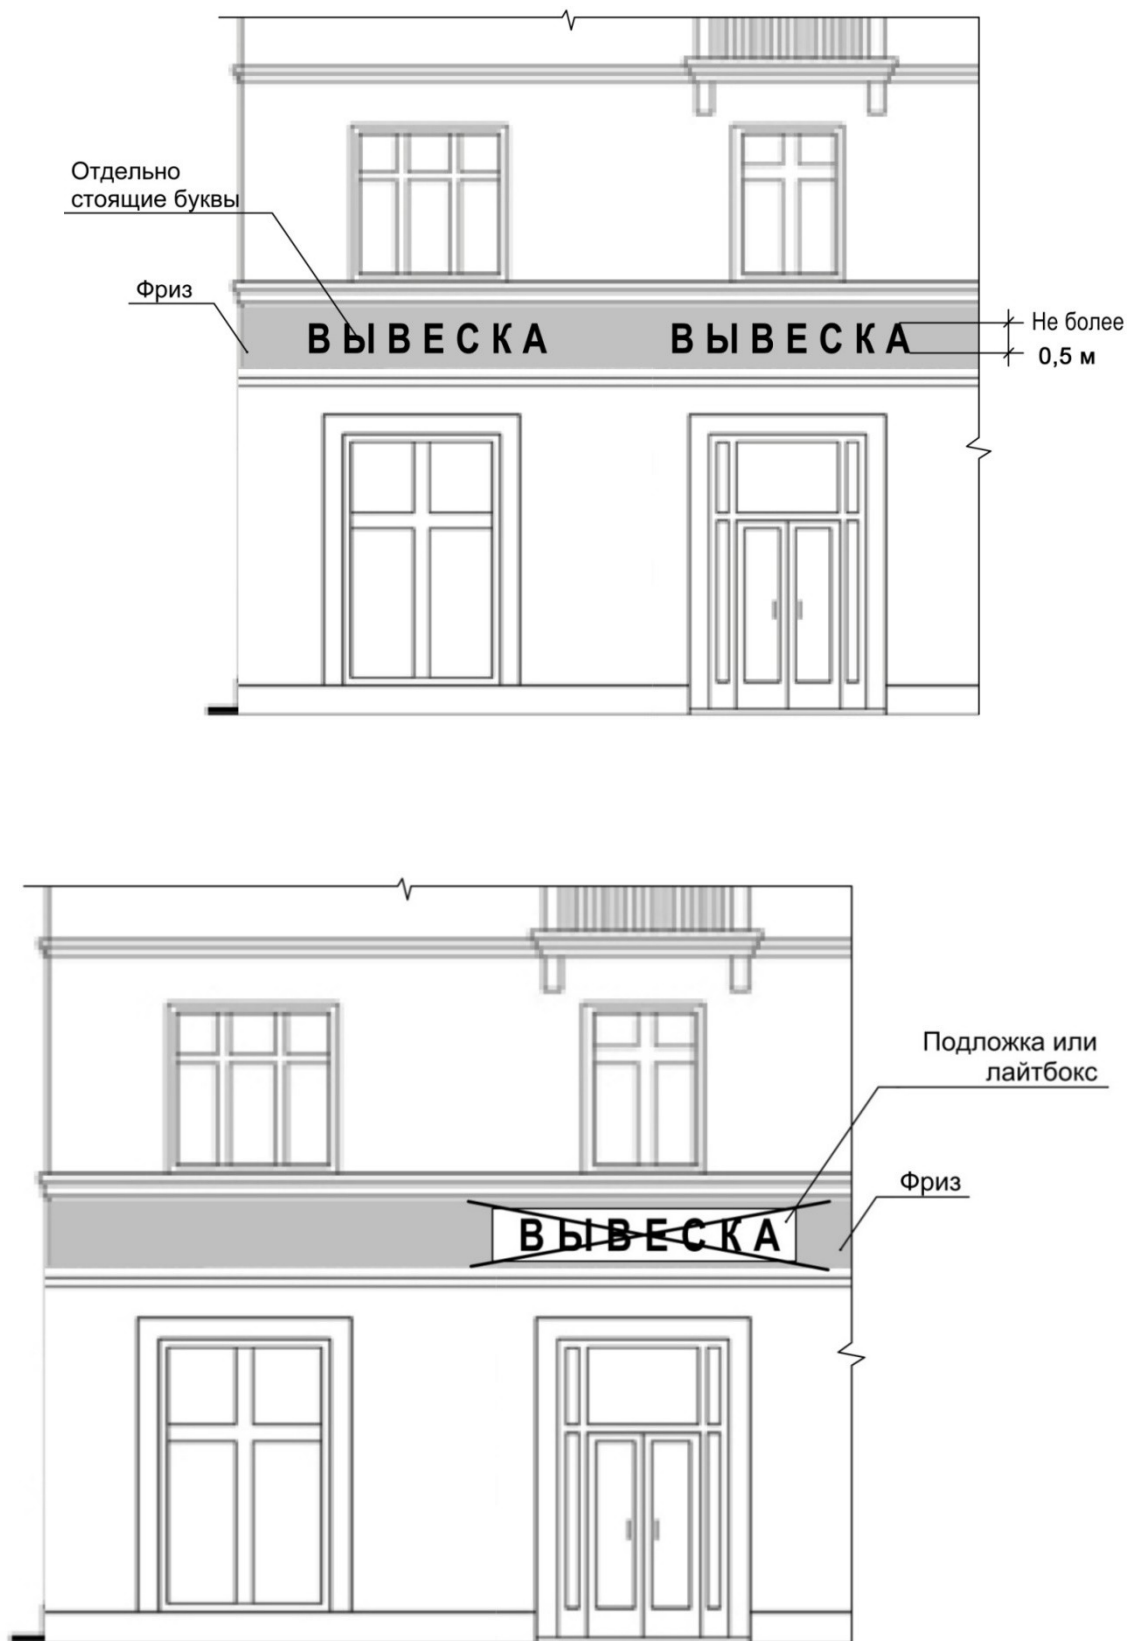 Отдельно
стоящие буквы
Фриз
ВЫВЕСКА ВЫВЕСКА
Не более
0,5 м
Подложка или
лайтбокс
Фриз
ВЫВЕСКА